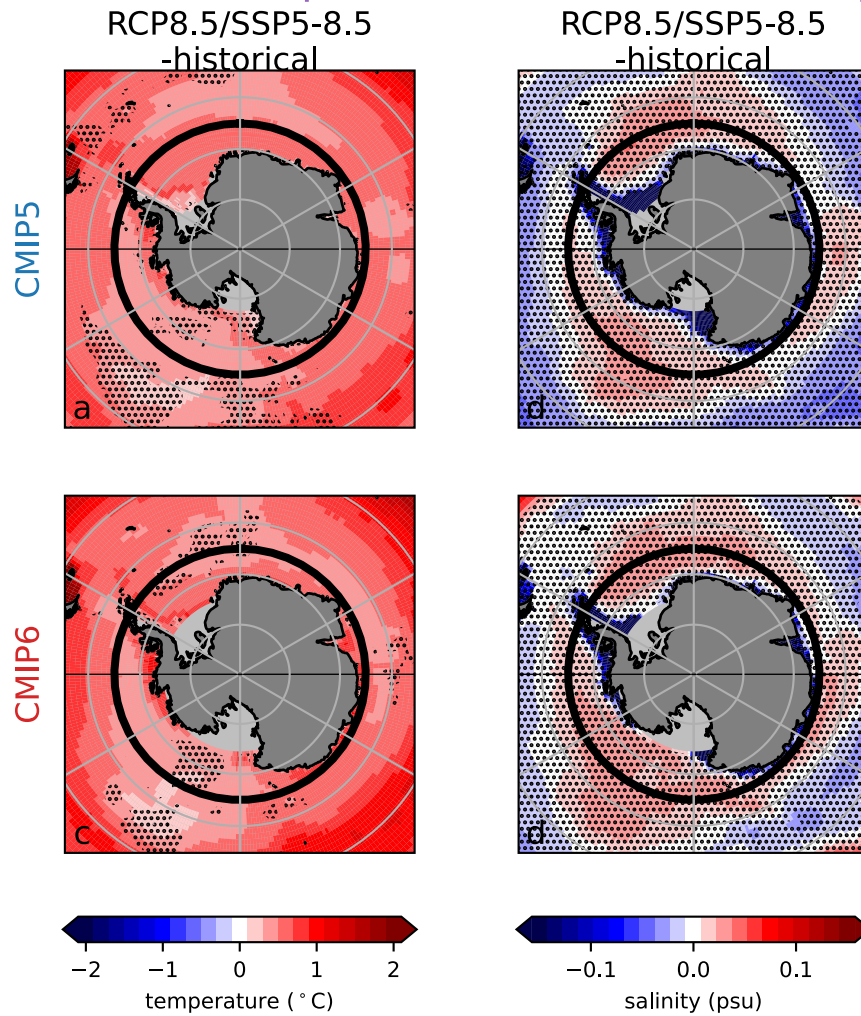 RCP8.5/SSP5-8.5
-historical
RCP8.5/SSP5-8.5
-historical
CMIP5
a
d
CMIP6
c
d
−2 −1 0 1 2
temperature (°C)
−0.1 0.0 0.1
salinity (psu)